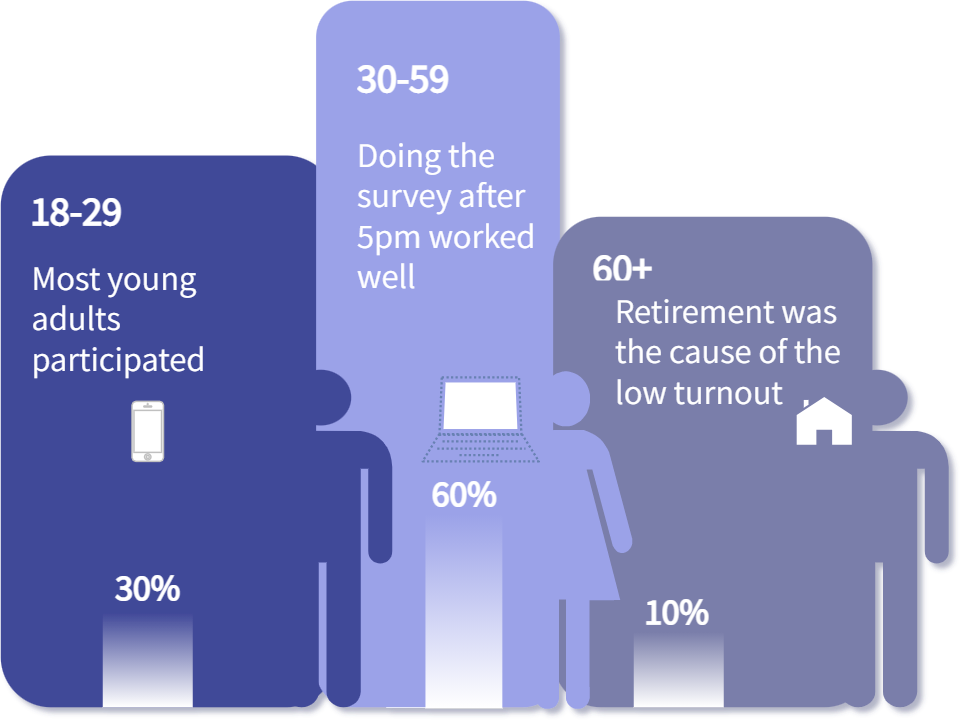 18-29
Most young
adults
participated
30%
30-59
Doing the
survey after
5pm worked
well
60%
60+
Retirement was
the cause of the
low turnout
10%